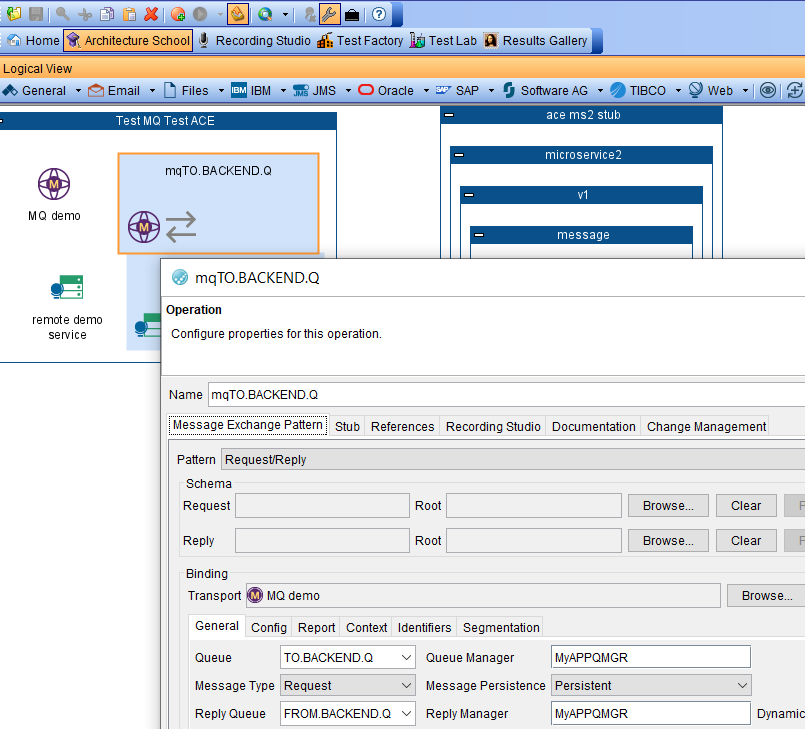 Home Architecture School Recording Studio Test Factory Test Lab Results Gallery
Logical View
General Email Files IBM IBM JMS JMS Oracle SAP SAP Software AG TIBCO Web
Test MQ Test ACE
ace ms2 stub
mqTO.BACKEND.Q
microservice2
M
v1
MQ demo
M
message
mqTO.BACKEND.Q
remote demo
service
Operation
Configure properties for this operation.
Name mqTO.BACKEND.Q
Message Exchange Pattern Stub References Recording Studio Documentation Change Management
Pattern Request/Reply
Schema
Request Root Browse... Clear
Reply Root Browse... Clear
Binding
Transport M MQ demo Browse...
General Config Report Context Identifiers Segmentation
Queue TO.BACKEND.Q Queue Manager MyAPPQMGR
Message Type Request Message Persistence Persistent
Reply Queue FROM.BACKEND.Q Reply Manager MyAPPQMGR Dynamic